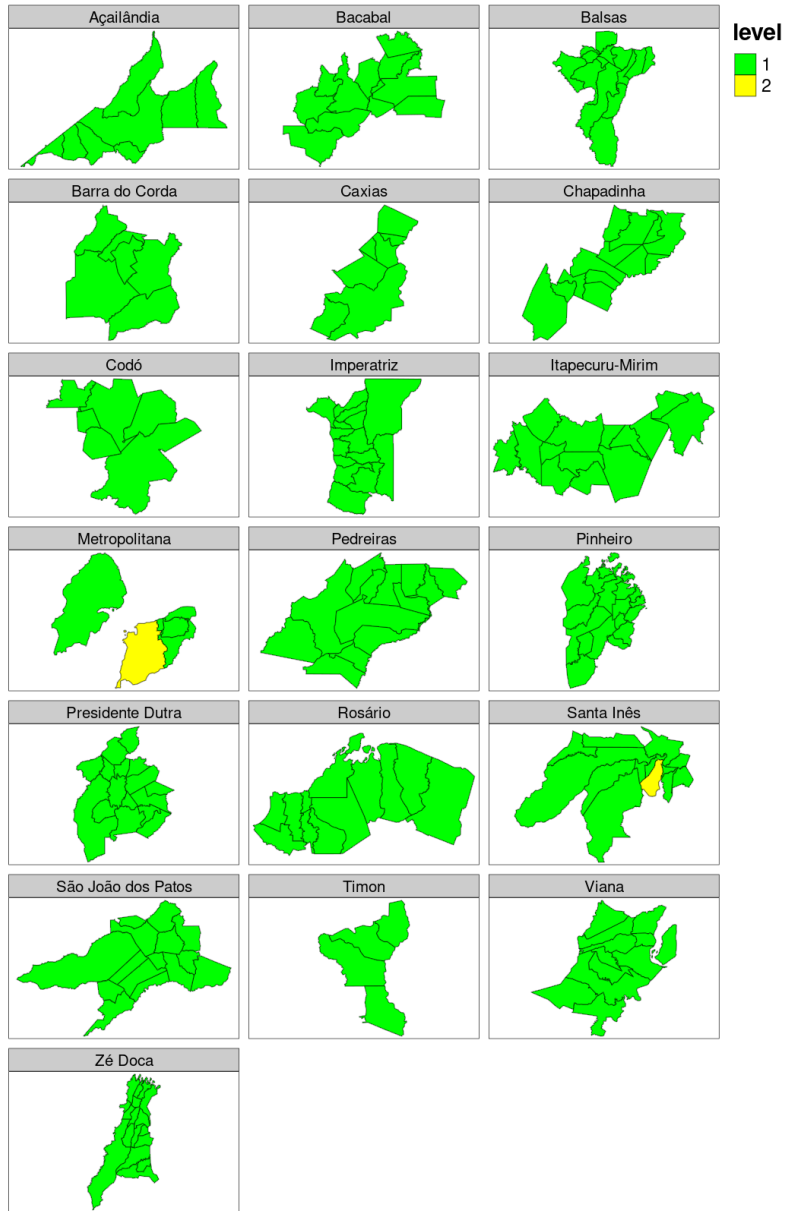 Açailândia
Bacabal
Balsas
level
1
2
Barra do Corda
Caxias
Chapadinha
Codó
Imperatriz
Itapecuru-Mirim
Metropolitana
Pedreiras
Pinheiro
Presidente Dutra
Rosário
Santa Inês
São João dos Patos
Timon
Viana
Zé Doca